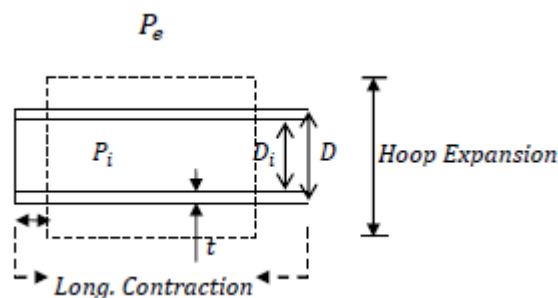 P_e
P_i
D_i
D
Hoop Expansion
t
Long. Contraction